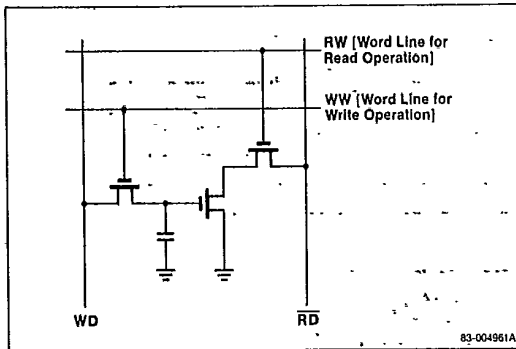 RW [Word Line for
Read Operation]
WW [Word Line for
Write Operation]
WD
RD
83-004961A